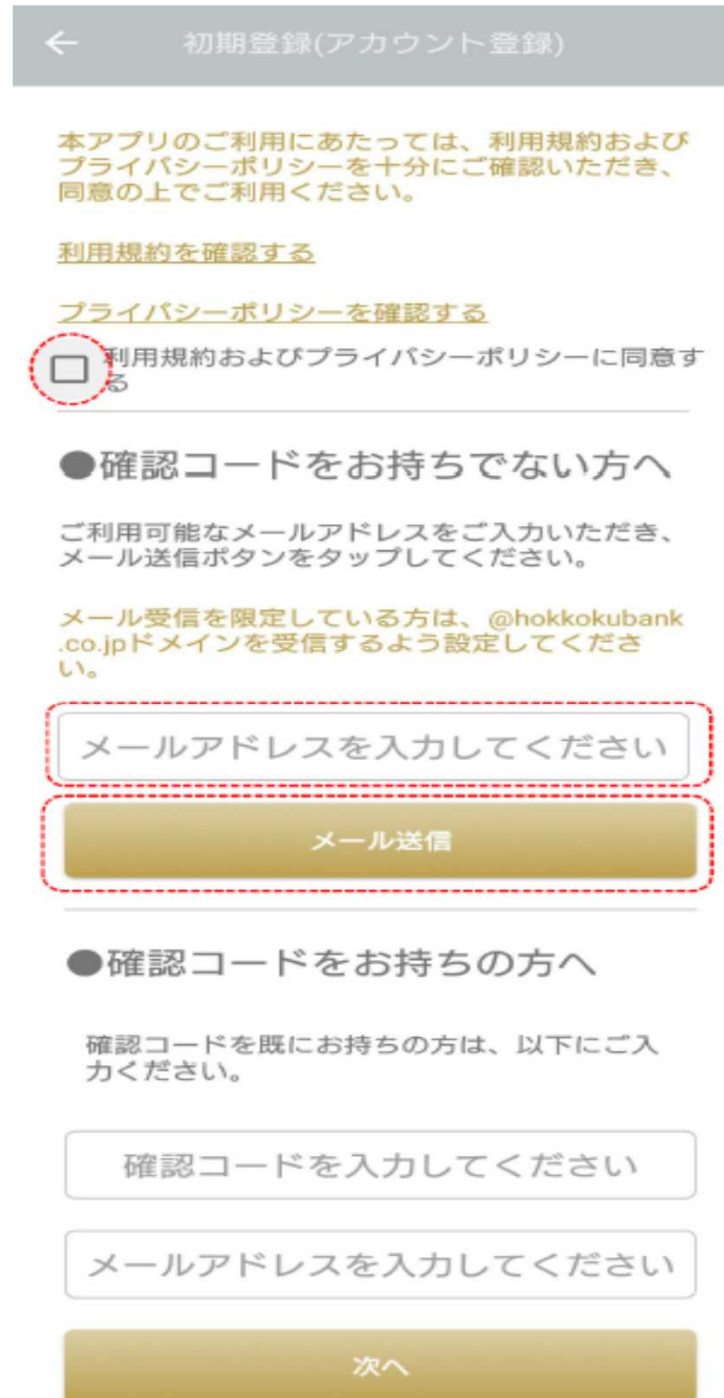 初期登録(アカウント登録)
本アプリのご利用にあたっては、利用規約および
プライバシーポリシーを十分にご確認いただき、
同意の上でご利用ください。
利用規約を確認する
プライバシーポリシーを確認する
利用規約およびプライバシーポリシーに同意す
る
●確認コードをお持ちでない方へ
ご利用可能なメールアドレスをご入力いただき、
メール送信ボタンをタップしてください。
メール受信を限定している方は、@hokkokubank
.co.jpドメインを受信するよう設定してくださ
い。
メールアドレスを入力してください
メール送信
●確認コードをお持ちの方へ
確認コードを既にお持ちの方は、以下にご入
力ください。
確認コードを入力してください
メールアドレスを入力してください
次へ